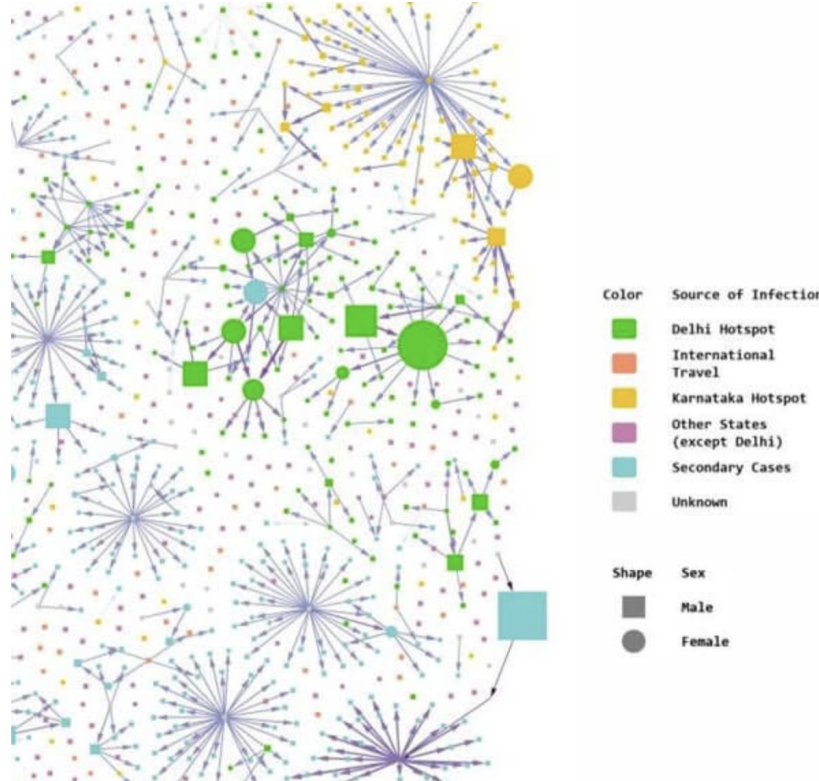 Color Source of Infection
Delhi Hotspot
International
Travel
Karnataka Hotspot
Other States
(except Delhi)
Secondary Cases
Unknown
Shape Sex
Male
Female